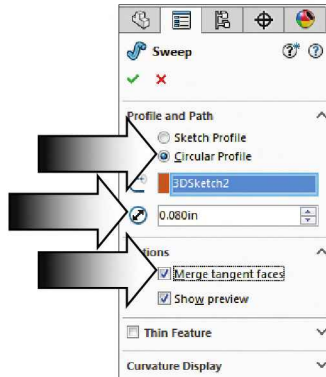 Sweep
Profile and Path
Sketch Profile
Circular Profile
3DSketch2
0.080in
tions
Merge tangent faces
Show preview
Thin Feature
Curvature Display